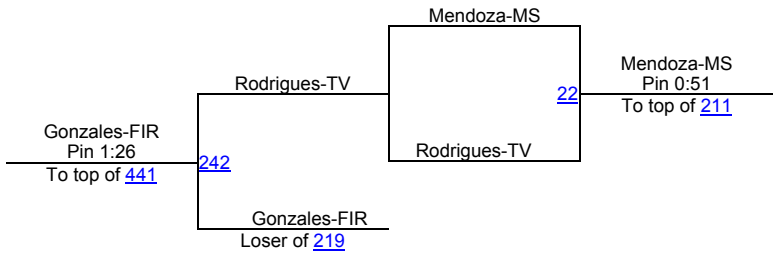 Mendoza-MS
Mendoza-MS
Pin 0:51
To top of 211
Rodrigues-TV
22
Gonzales-FIR
Pin 1:26
To top of 441
242
Rodrigues-TV
Gonzales-FIR
Loser of 219